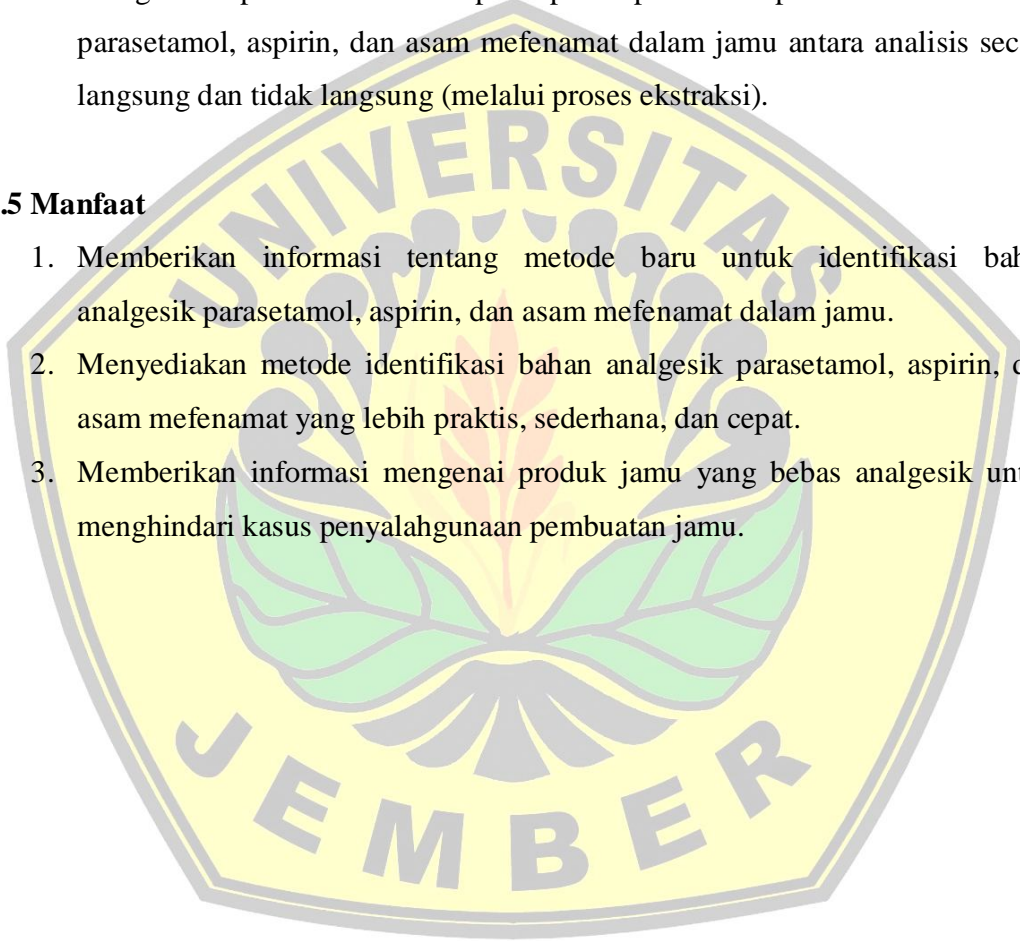 parasetamol, aspirin, dan asam mefenamat dalam jamu antara analisis sec
langsung dan tidak langsung (melalui proses ekstraksi).
.5 Manfaat
1. Memberikan informasi tentang metode baru untuk identifikasi bah
analgesik parasetamol, aspirin, dan asam mefenamat dalam jamu.
2. Menyediakan metode identifikasi bahan analgesik parasetamol, aspirin, d
asam mefenamat yang lebih praktis, sederhana, dan cepat.
3. Memberikan informasi mengenai produk jamu yang bebas analgesik unt
menghindari kasus penyalahgunaan pembuatan jamu.
UNIVERSITAS
JEMBER